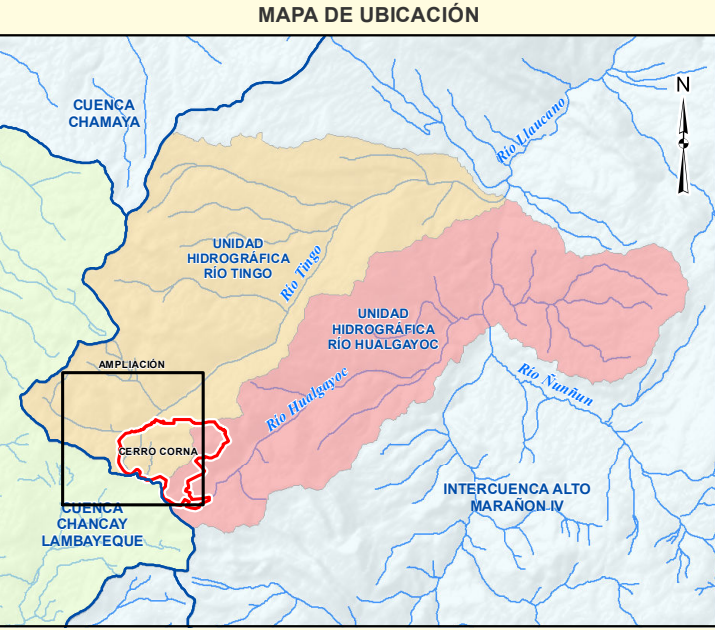 MAPA DE UBICACIÓN
CUENCA
CHAMAYA
Río Llaucano
N
UNIDAD
HIDROGRÁFICA
RÍO TINGO
Río Tingo
UNIDAD
HIDROGRÁFICA
RÍO HUALGAYOC
AMPLIACIÓN
Río Hualgayoc
Río Ñunñun
CERRO CORNA
INTERCUENCA ALTO
MARAÑON IV
CUENCA
CHANCAY
LAMBAYEQUE